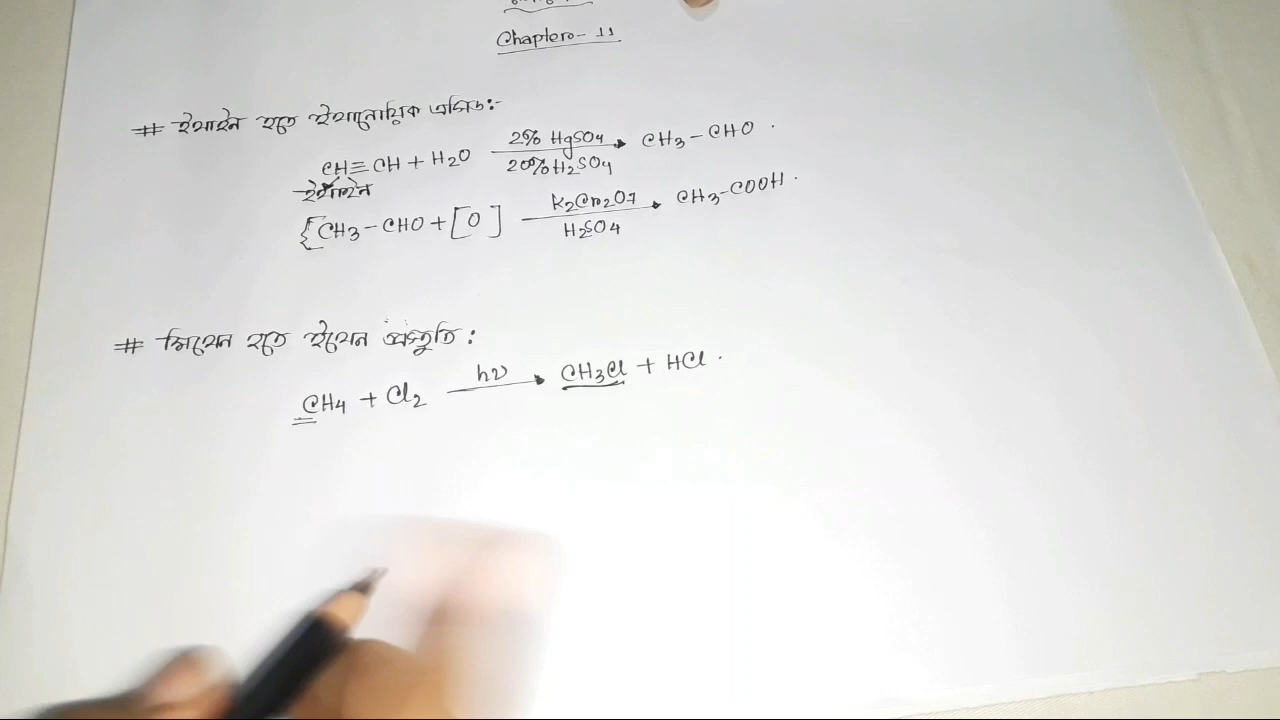 Chapter- 11
# ইথাইন হতে ইথানোয়িক এসিড:-
CH≡CH + H2O 2% HgSO4 20% H2SO4 → CH3-CHO .
ইথাইন
{CH3-CHO + [O] K2Cr2O7 H2SO4 → CH3-COOH .
# মিথেন হতে ইথেন প্রস্তুতি:
CH4 + Cl2 hν → CH3Cl + HCl .